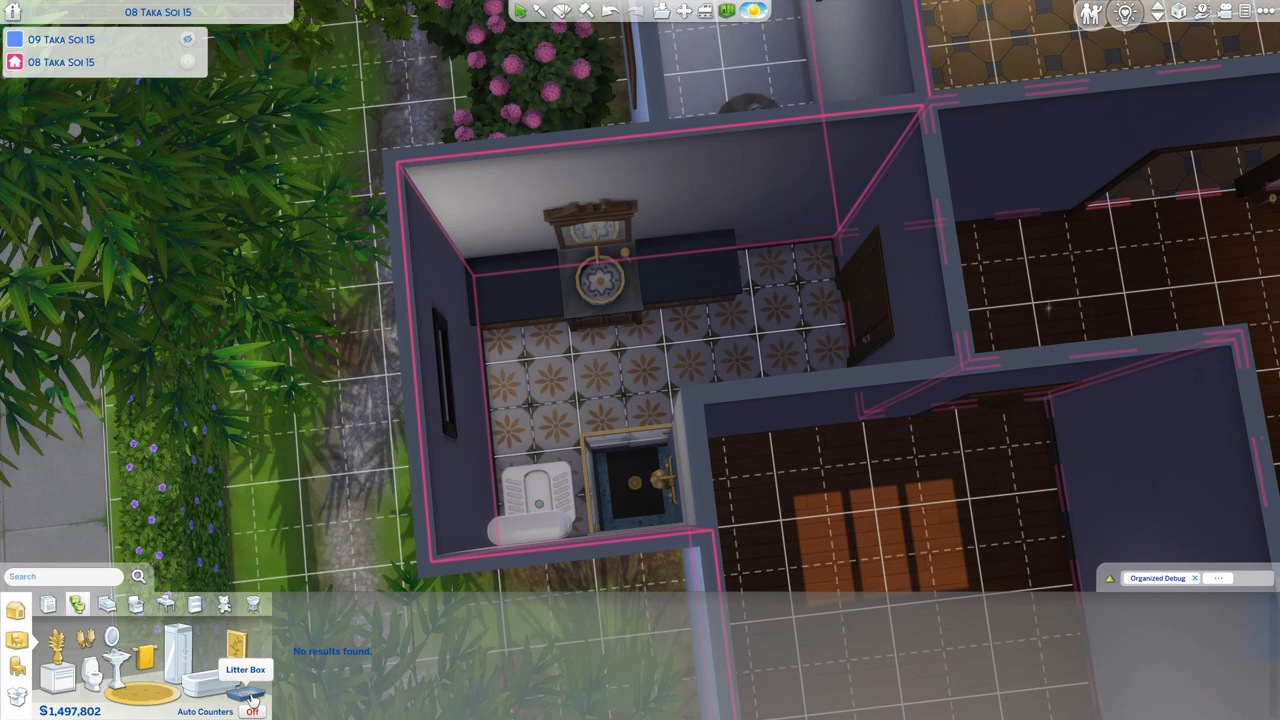 08 Taka Soi 15
09 Taka Soi 15
08 Taka Soi 15
Search
Organized Debug
No results found.
Litter Box
§1,497,802
Auto Counters
Off